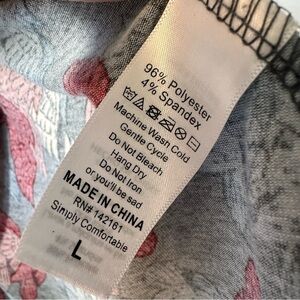 96% Polyester
4% Spandex
Machine Wash Cold
Gentle Cycle
Do Not Bleach
Hang Dry
Do Not Iron
or you'll be sad
MADE IN CHINA
RN# 142161
Simply Comfortable
L